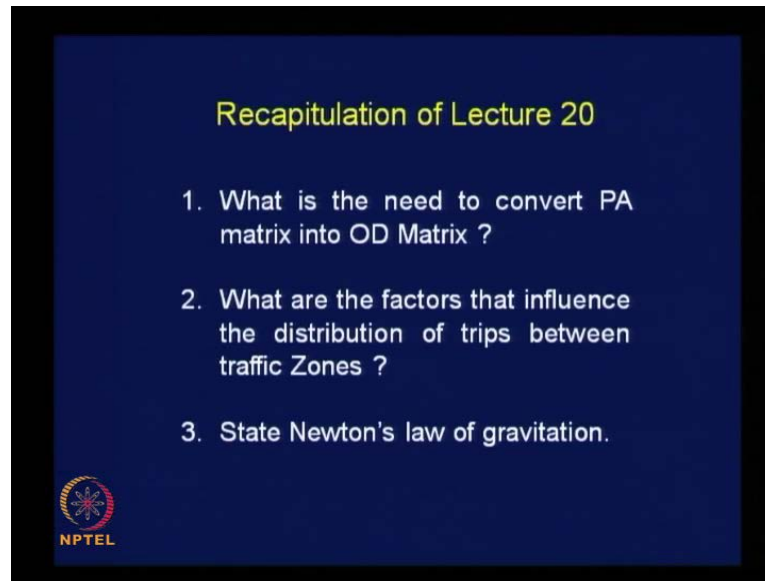 Recapitulation of Lecture 20
1. What is the need to convert PA
matrix into OD Matrix ?
2. What are the factors that influence
the distribution of trips between
traffic Zones ?
3. State Newton's law of gravitation.
NPTEL